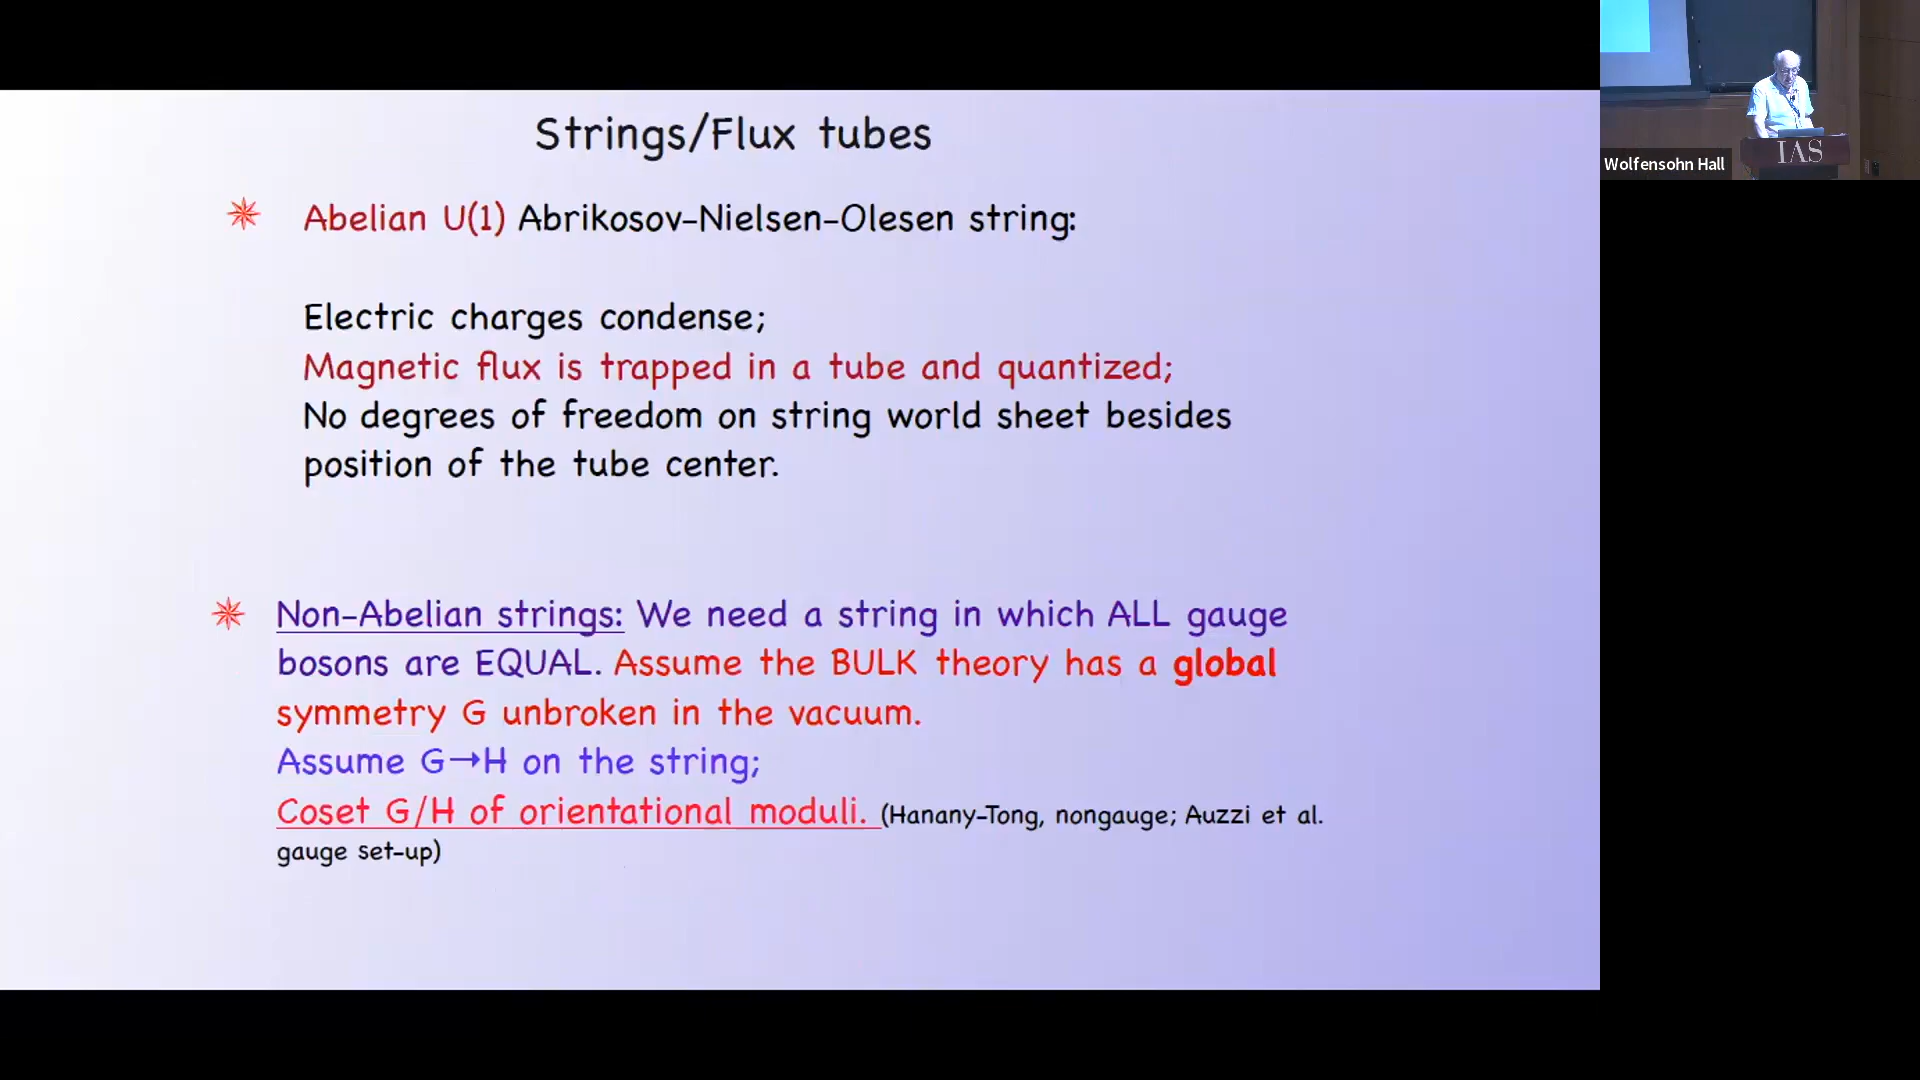 Strings/Flux tubes
Abelian U(1) Abrikosov-Nielsen-Olesen string:
Electric charges condense;
Magnetic flux is trapped in a tube and quantized;
No degrees of freedom on string world sheet besides
position of the tube center.
Non-Abelian strings: We need a string in which ALL gauge
bosons are EQUAL. Assume the BULK theory has a global
symmetry G unbroken in the vacuum.
Assume G→H on the string;
Coset G/H of orientational moduli. (Hanany-Tong, nongauge; Auzzi et al.
gauge set-up)
Wolfensohn Hall
IAS